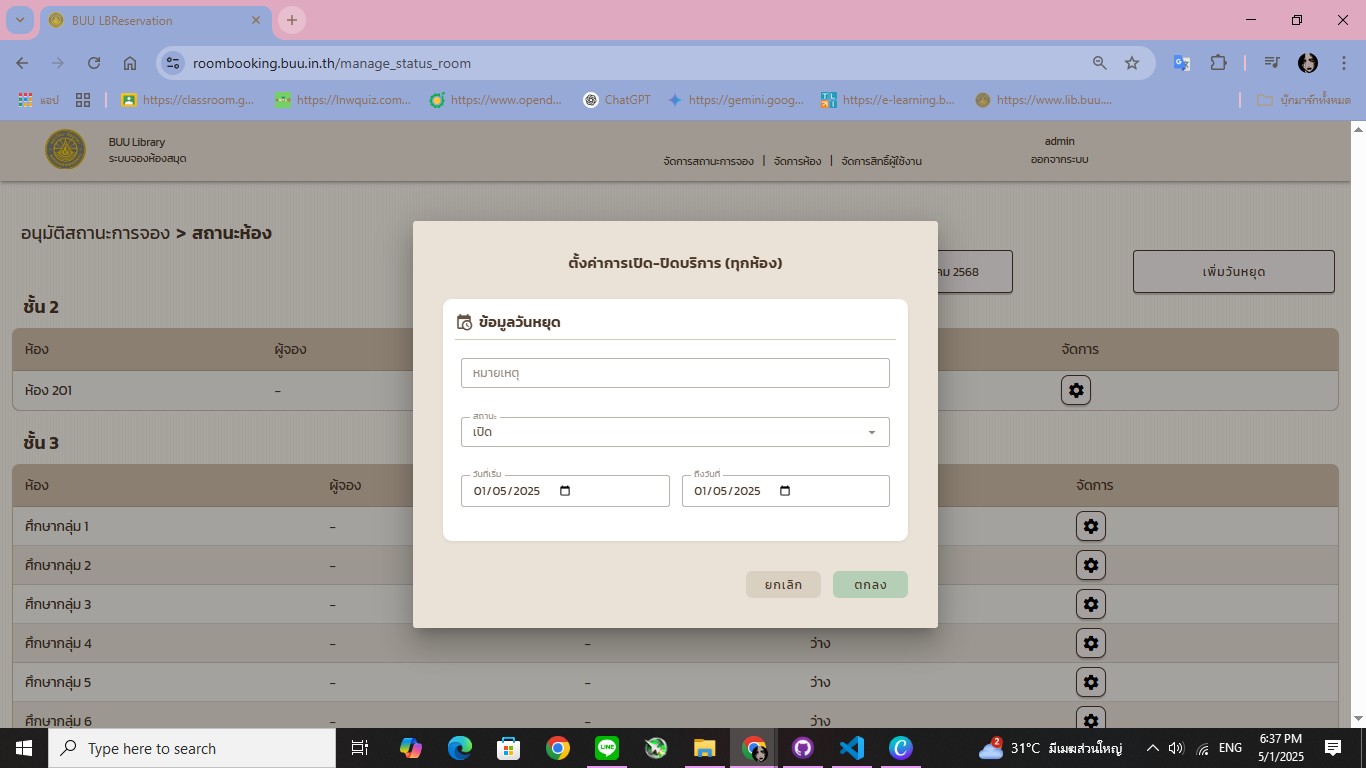 BUU LBReservation
roombooking.buu.in.th/manage_status_room
แอป
https://classroom.g...
https://lnwquiz.com...
https://www.opend...
ChatGPT
https://gemini.goog...
https://e-learning.b...
https://www.lib.buu....
บุ๊กมาร์กทั้งหมด
BUU Library
ระบบจองห้องสมุด
จัดการสถานะการจอง | จัดการห้อง | จัดการสิทธิ์ผู้ใช้งาน
admin
ออกจากระบบ
อนุมัติสถานะการจอง > สถานะห้อง
คม 2568
เพิ่มวันหยุด
ชั้น 2
ห้อง ผู้จอง จัดการ
ห้อง 201 -
ชั้น 3
ห้อง ผู้จอง จัดการ
ศึกษากลุ่ม 1 -
ศึกษากลุ่ม 2 -
ศึกษากลุ่ม 3 -
ศึกษากลุ่ม 4 - - ว่าง
ศึกษากลุ่ม 5 - - ว่าง
ศึกษากลุ่ม 6 - - ว่าง
ตั้งค่าการเปิด-ปิดบริการ (ทุกห้อง)
ข้อมูลวันหยุด
หมายเหตุ
สถานะ
เปิด
วันที่เริ่ม
01/05/2025
ถึงวันที่
01/05/2025
ยกเลิก
ตกลง
Type here to search
LINE
2
31°C มีเมฆส่วนใหญ่
ENG
6:37 PM
5/1/2025